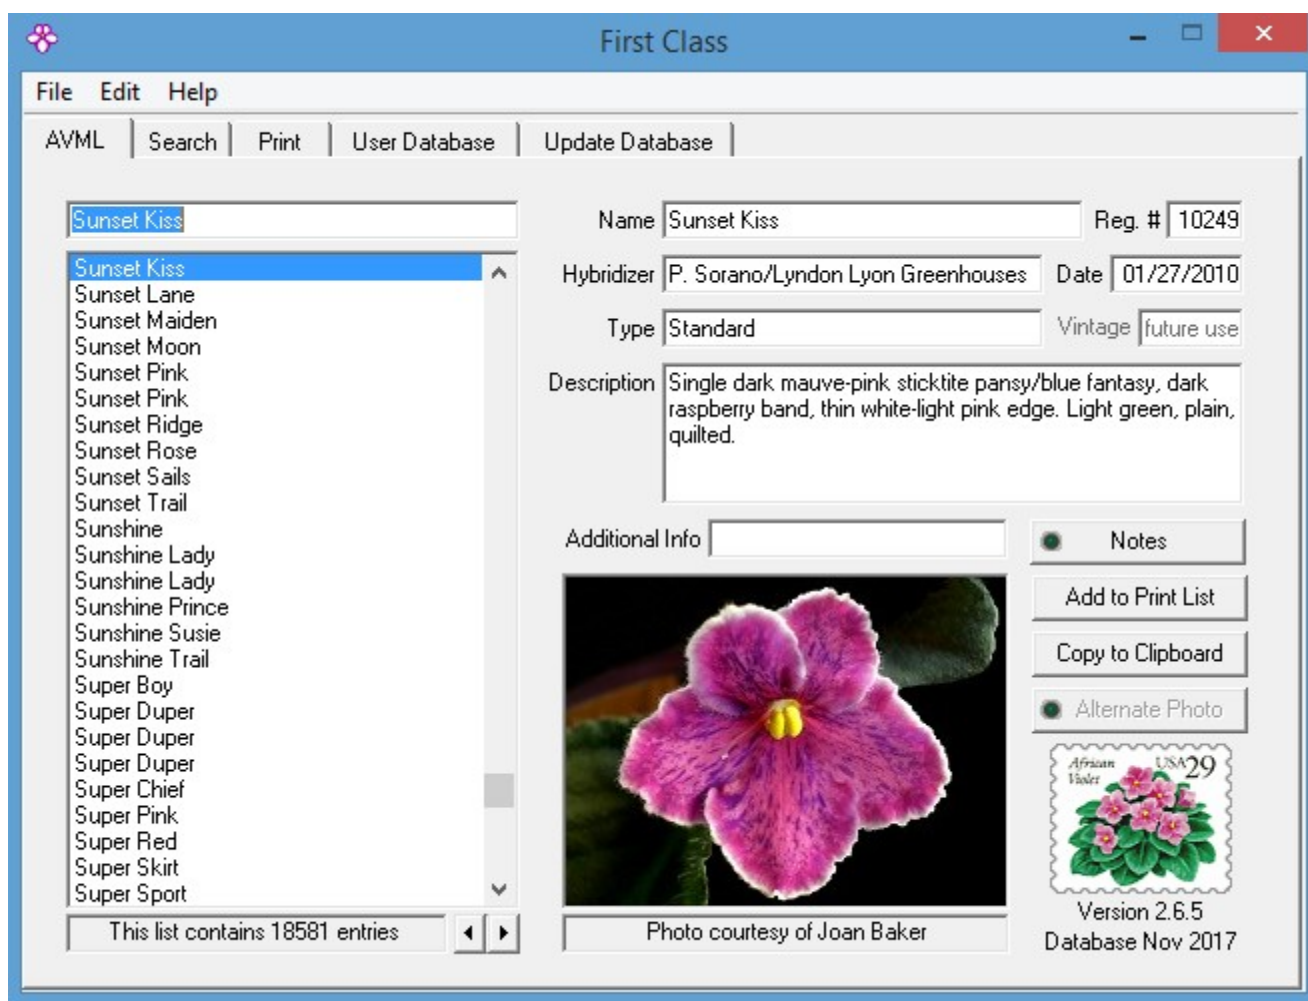 First Class
File Edit Help
AVML Search Print User Database Update Database
Sunset Kiss
Sunset Kiss
Sunset Lane
Sunset Maiden
Sunset Moon
Sunset Pink
Sunset Pink
Sunset Ridge
Sunset Rose
Sunset Sails
Sunset Trail
Sunshine
Sunshine Lady
Sunshine Lady
Sunshine Prince
Sunshine Susie
Sunshine Trail
Super Boy
Super Duper
Super Duper
Super Duper
Super Chief
Super Pink
Super Red
Super Skirt
Super Sport
This list contains 18581 entries
Name Sunset Kiss Reg. # 10249
Hybridizer P. Sorano/Lyndon Lyon Greenhouses Date 01/27/2010
Type Standard Vintage future use
Description Single dark mauve-pink sticktite pansy/blue fantasy, dark
raspberry band, thin white-light pink edge. Light green, plain,
quilted.
Additional Info
Notes
Add to Print List
Copy to Clipboard
Alternate Photo
African USA 29
Violet
Photo courtesy of Joan Baker
Version 2.6.5
Database Nov 2017